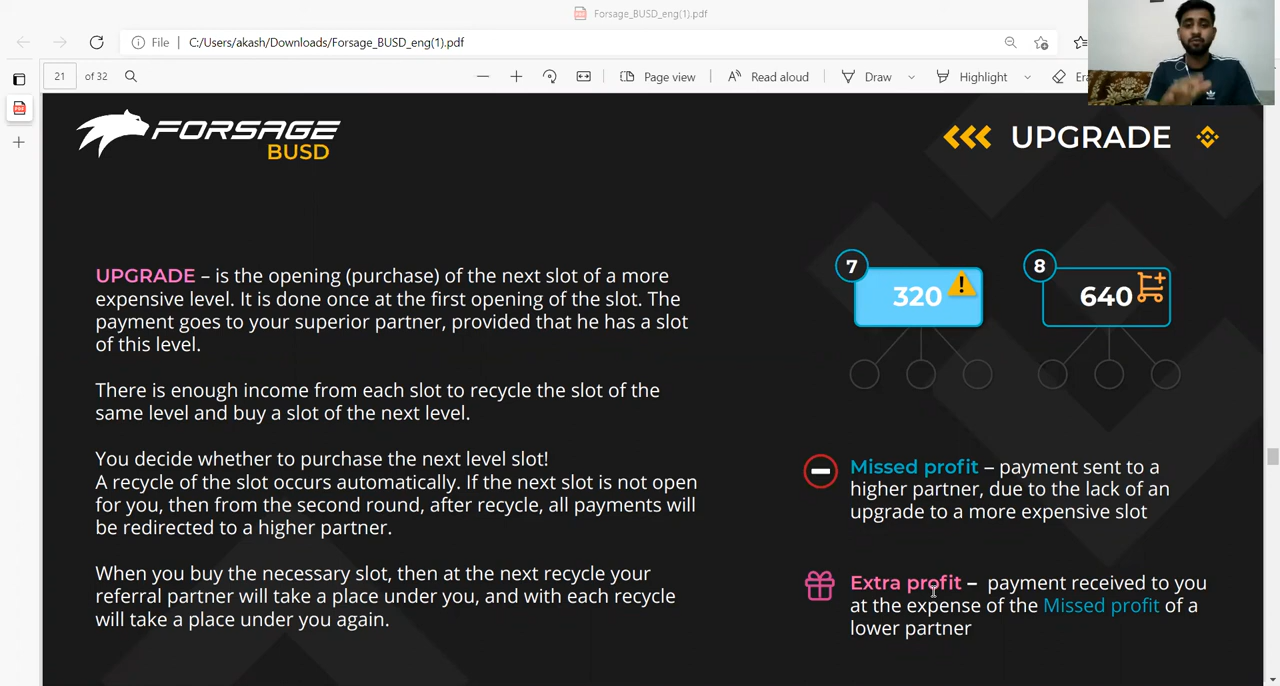 Forsage_BUSD_eng(1).pdf
File C:/Users/akash/Downloads/Forsage_BUSD_eng(1).pdf
21 of 32 Page view Read aloud Draw Highlight
FORSAGE
BUSD
UPGRADE
UPGRADE – is the opening (purchase) of the next slot of a more
expensive level. It is done once at the first opening of the slot. The
payment goes to your superior partner, provided that he has a slot
of this level.
There is enough income from each slot to recycle the slot of the
same level and buy a slot of the next level.
You decide whether to purchase the next level slot!
A recycle of the slot occurs automatically. If the next slot is not open
for you, then from the second round, after recycle, all payments will
be redirected to a higher partner.
When you buy the necessary slot, then at the next recycle your
referral partner will take a place under you, and with each recycle
will take a place under you again.
7 8
320 640
Missed profit – payment sent to a
higher partner, due to the lack of an
upgrade to a more expensive slot
Extra profit – payment received to you
at the expense of the Missed profit of a
lower partner